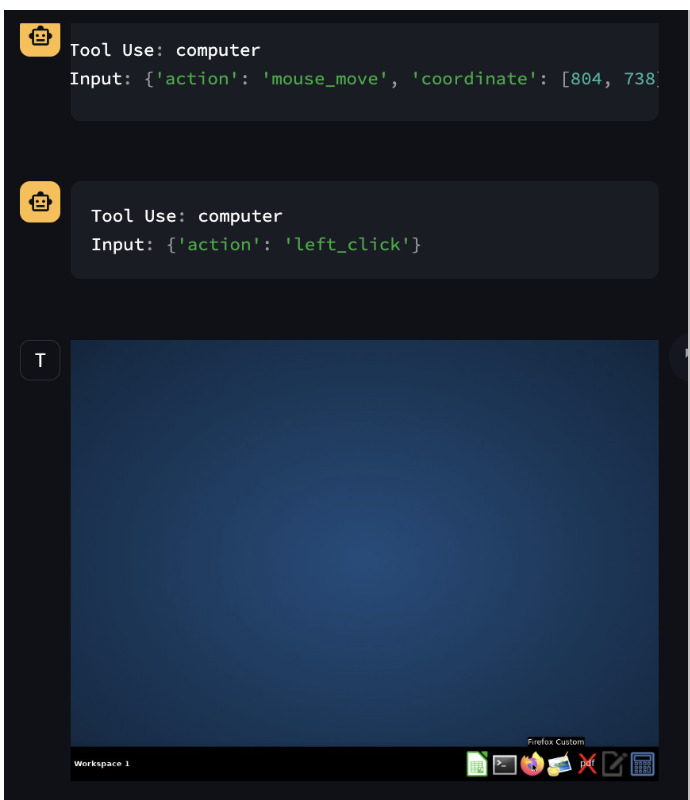 Tool Use: computer
Input: {'action': 'mouse_move', 'coordinate': [804, 738]
Tool Use: computer
Input: {'action': 'left_click'}
T
Firefox Custom
Workspace 1
pdf